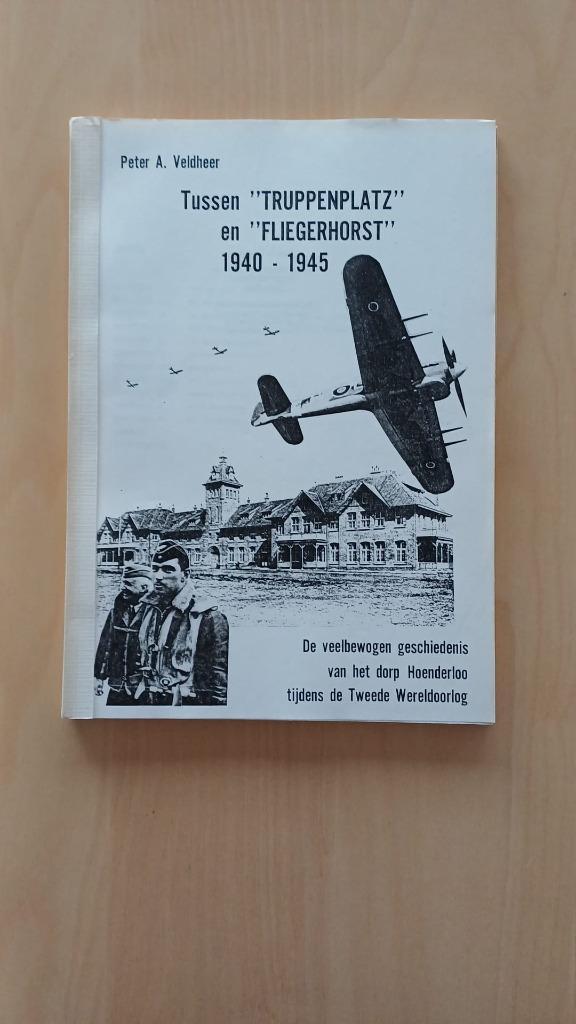 Peter A. Veldheer
Tussen "TRUPPENPLATZ"
en "FLIEGERHORST"
1940 - 1945
De veelbewogen geschiedenis
van het dorp Hoenderloo
tijdens de Tweede Wereldoorlog